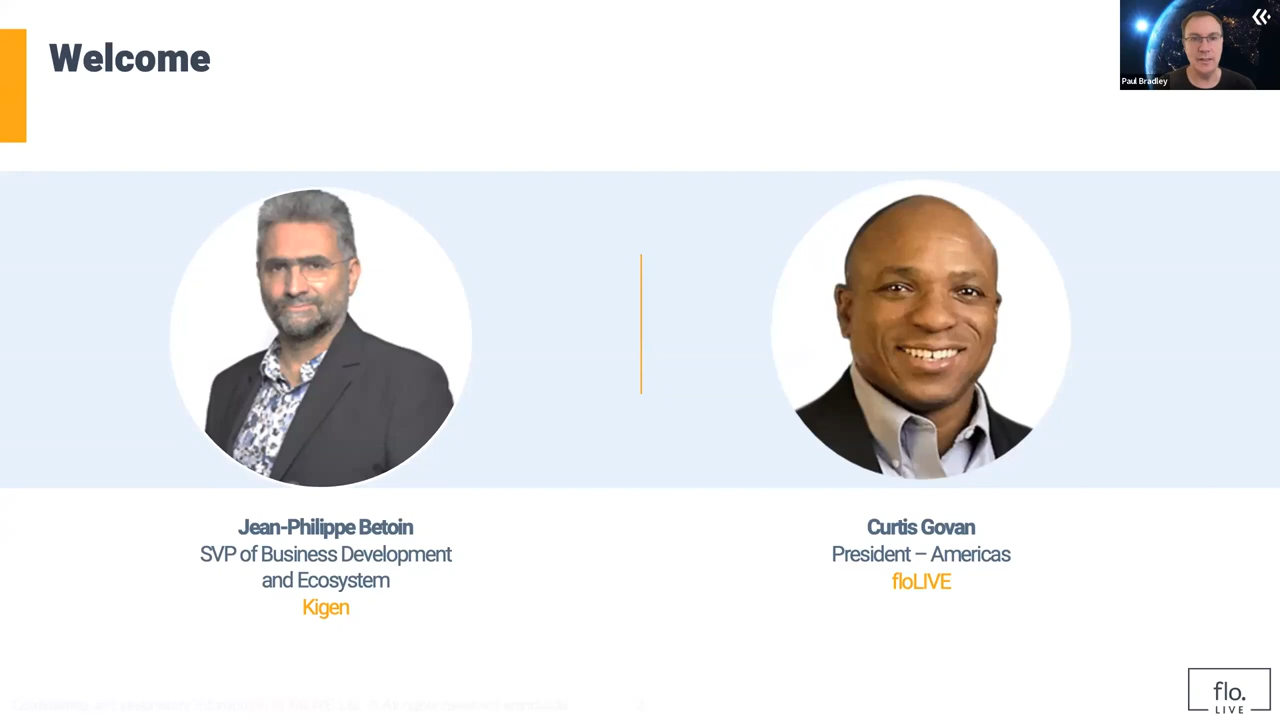 Welcome
Paul Bradley
Jean-Philippe Betoin
SVP of Business Development
and Ecosystem
Kigen
Curtis Govan
President – Americas
floLIVE
flo.
LIVE